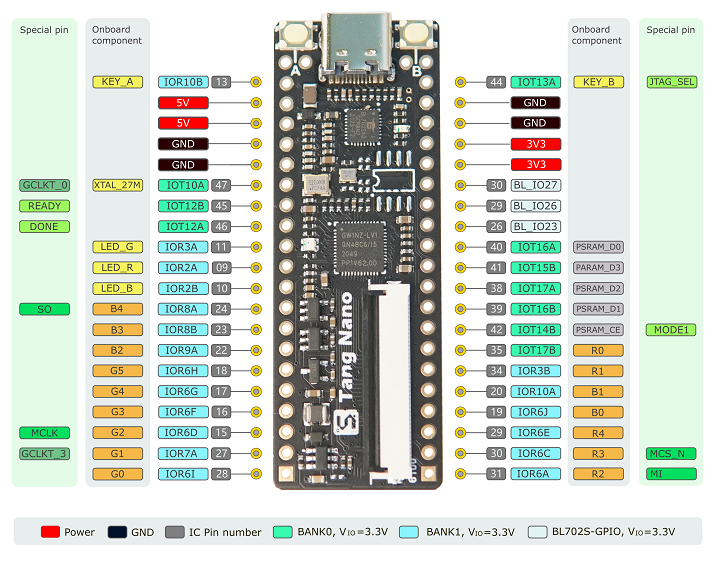 Special pin
Onboard
component
A
B
Onboard
component
Special pin
KEY_A IOR10B 13
44 IOT13A KEY_B JTAG_SEL
5V
GND
5V
GND
GND
3V3
GND
3V3
GCLKT_0 XTAL_27M IOT10A 47
30 BL_IO27
READY IOT12B 45
29 BL_IO26
DONE IOT12A 46
26 BL_IO23
LED_G IOR3A 11
40 IOT16A PSRAM_D0
LED_R IOR2A 09
41 IOT15B PARAM_D3
LED_B IOR2B 10
38 IOT17A PSRAM_D2
SO B4 IOR8A 24
39 IOT16B PSRAM_D1
B3 IOR8B 23
42 IOT14B PSRAM_CE MODE1
B2 IOR9A 22
35 IOT17B R0
G5 IOR6H 18
34 IOR3B R1
G4 IOR6G 17
20 IOR10A B1
G3 IOR6F 16
19 IOR6J B0
MCLK G2 IOR6D 15
29 IOR6E R4
GCLKT_3 G1 IOR7A 27
30 IOR6C R3 MCS_N
G0 IOR6I 28
31 IOR6A R2 MI
GW1NZ-LV1
QN48C6/I5
2049
PP1V62.00
Tang Nano
Power GND IC Pin number BANK0, VIO=3.3V BANK1, VIO=3.3V BL702S-GPIO, VIO=3.3V